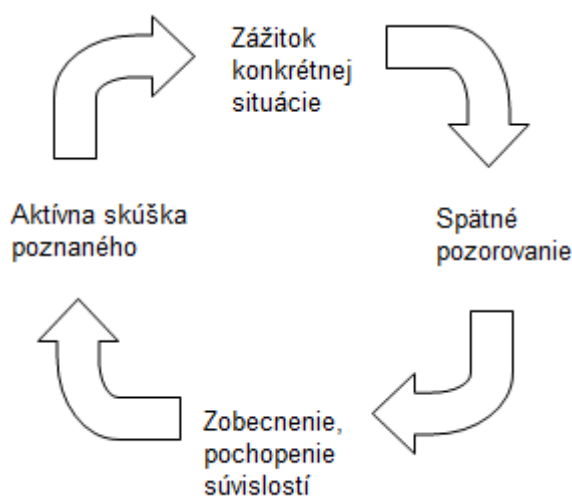 Zážitok
konkrétnej
situácie
Spätné
pozorovanie
Zobecnenie,
pochopenie
súvislostí
Aktívna skúška
poznaného